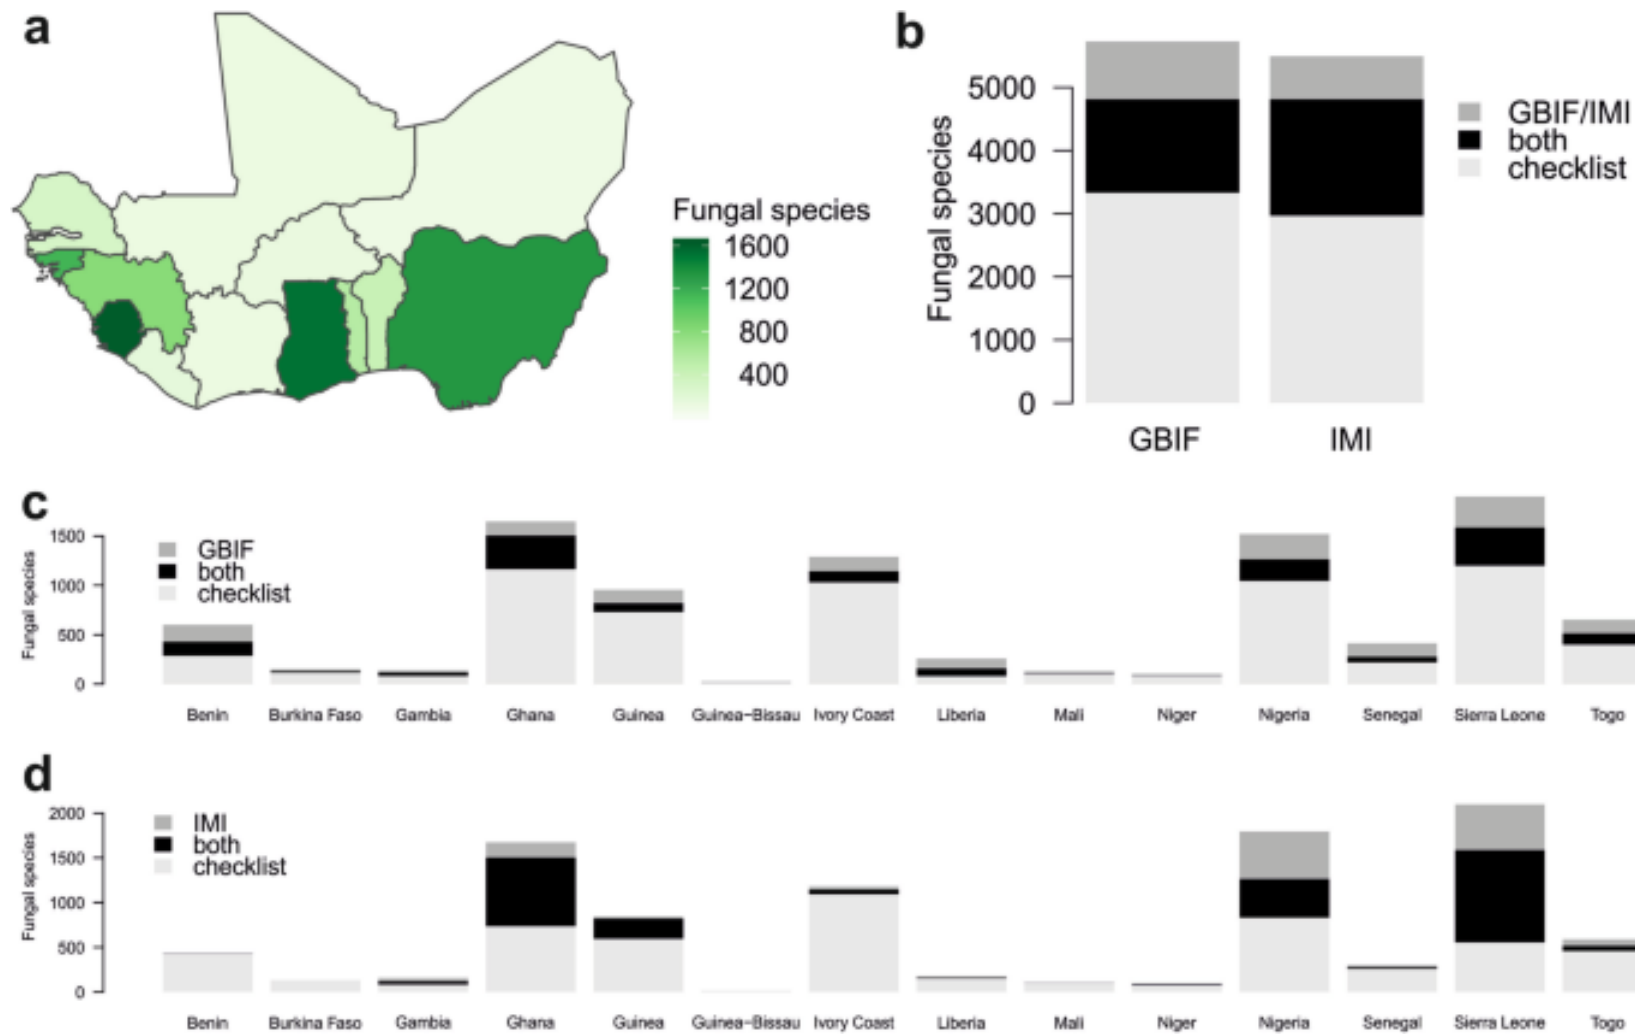 a
Fungal species
1600
1200
800
400
b
Fungal species
5000
4000
3000
2000
1000
0
GBIF
IMI
GBIF/IMI
both
checklist
c
Fungal species
1500
1000
500
0
GBIF
both
checklist
Benin Burkina Faso Gambia Ghana Guinea Guinea-Bissau Ivory Coast Liberia Mali Niger Nigeria Senegal Sierra Leone Togo
d
Fungal species
2000
1500
1000
500
0
IMI
both
checklist
Benin Burkina Faso Gambia Ghana Guinea Guinea-Bissau Ivory Coast Liberia Mali Niger Nigeria Senegal Sierra Leone Togo